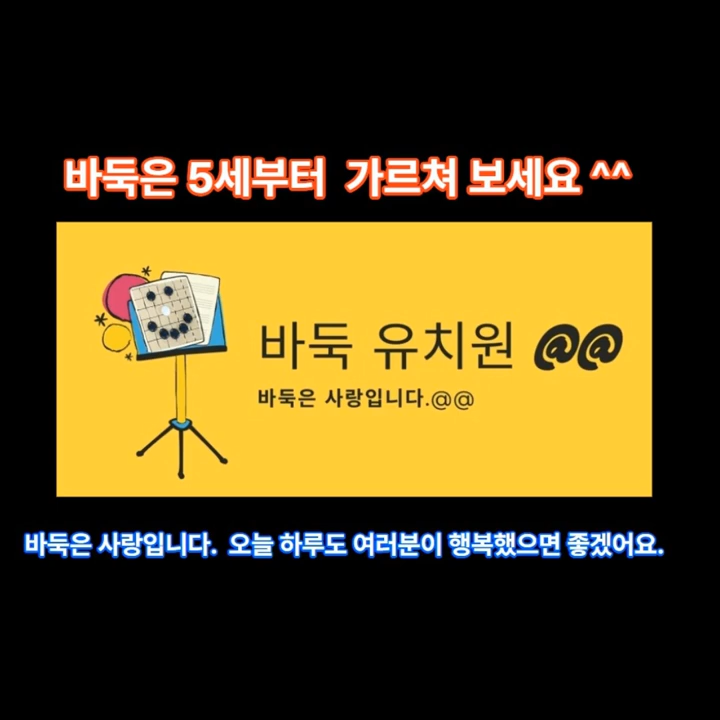 바둑은 5세부터  가르쳐 보세요 ^^
바둑 유치원 @@
바둑은 사랑입니다.@@
바둑은 사랑입니다.  오늘 하루도 여러분이 행복했으면 좋겠어요.